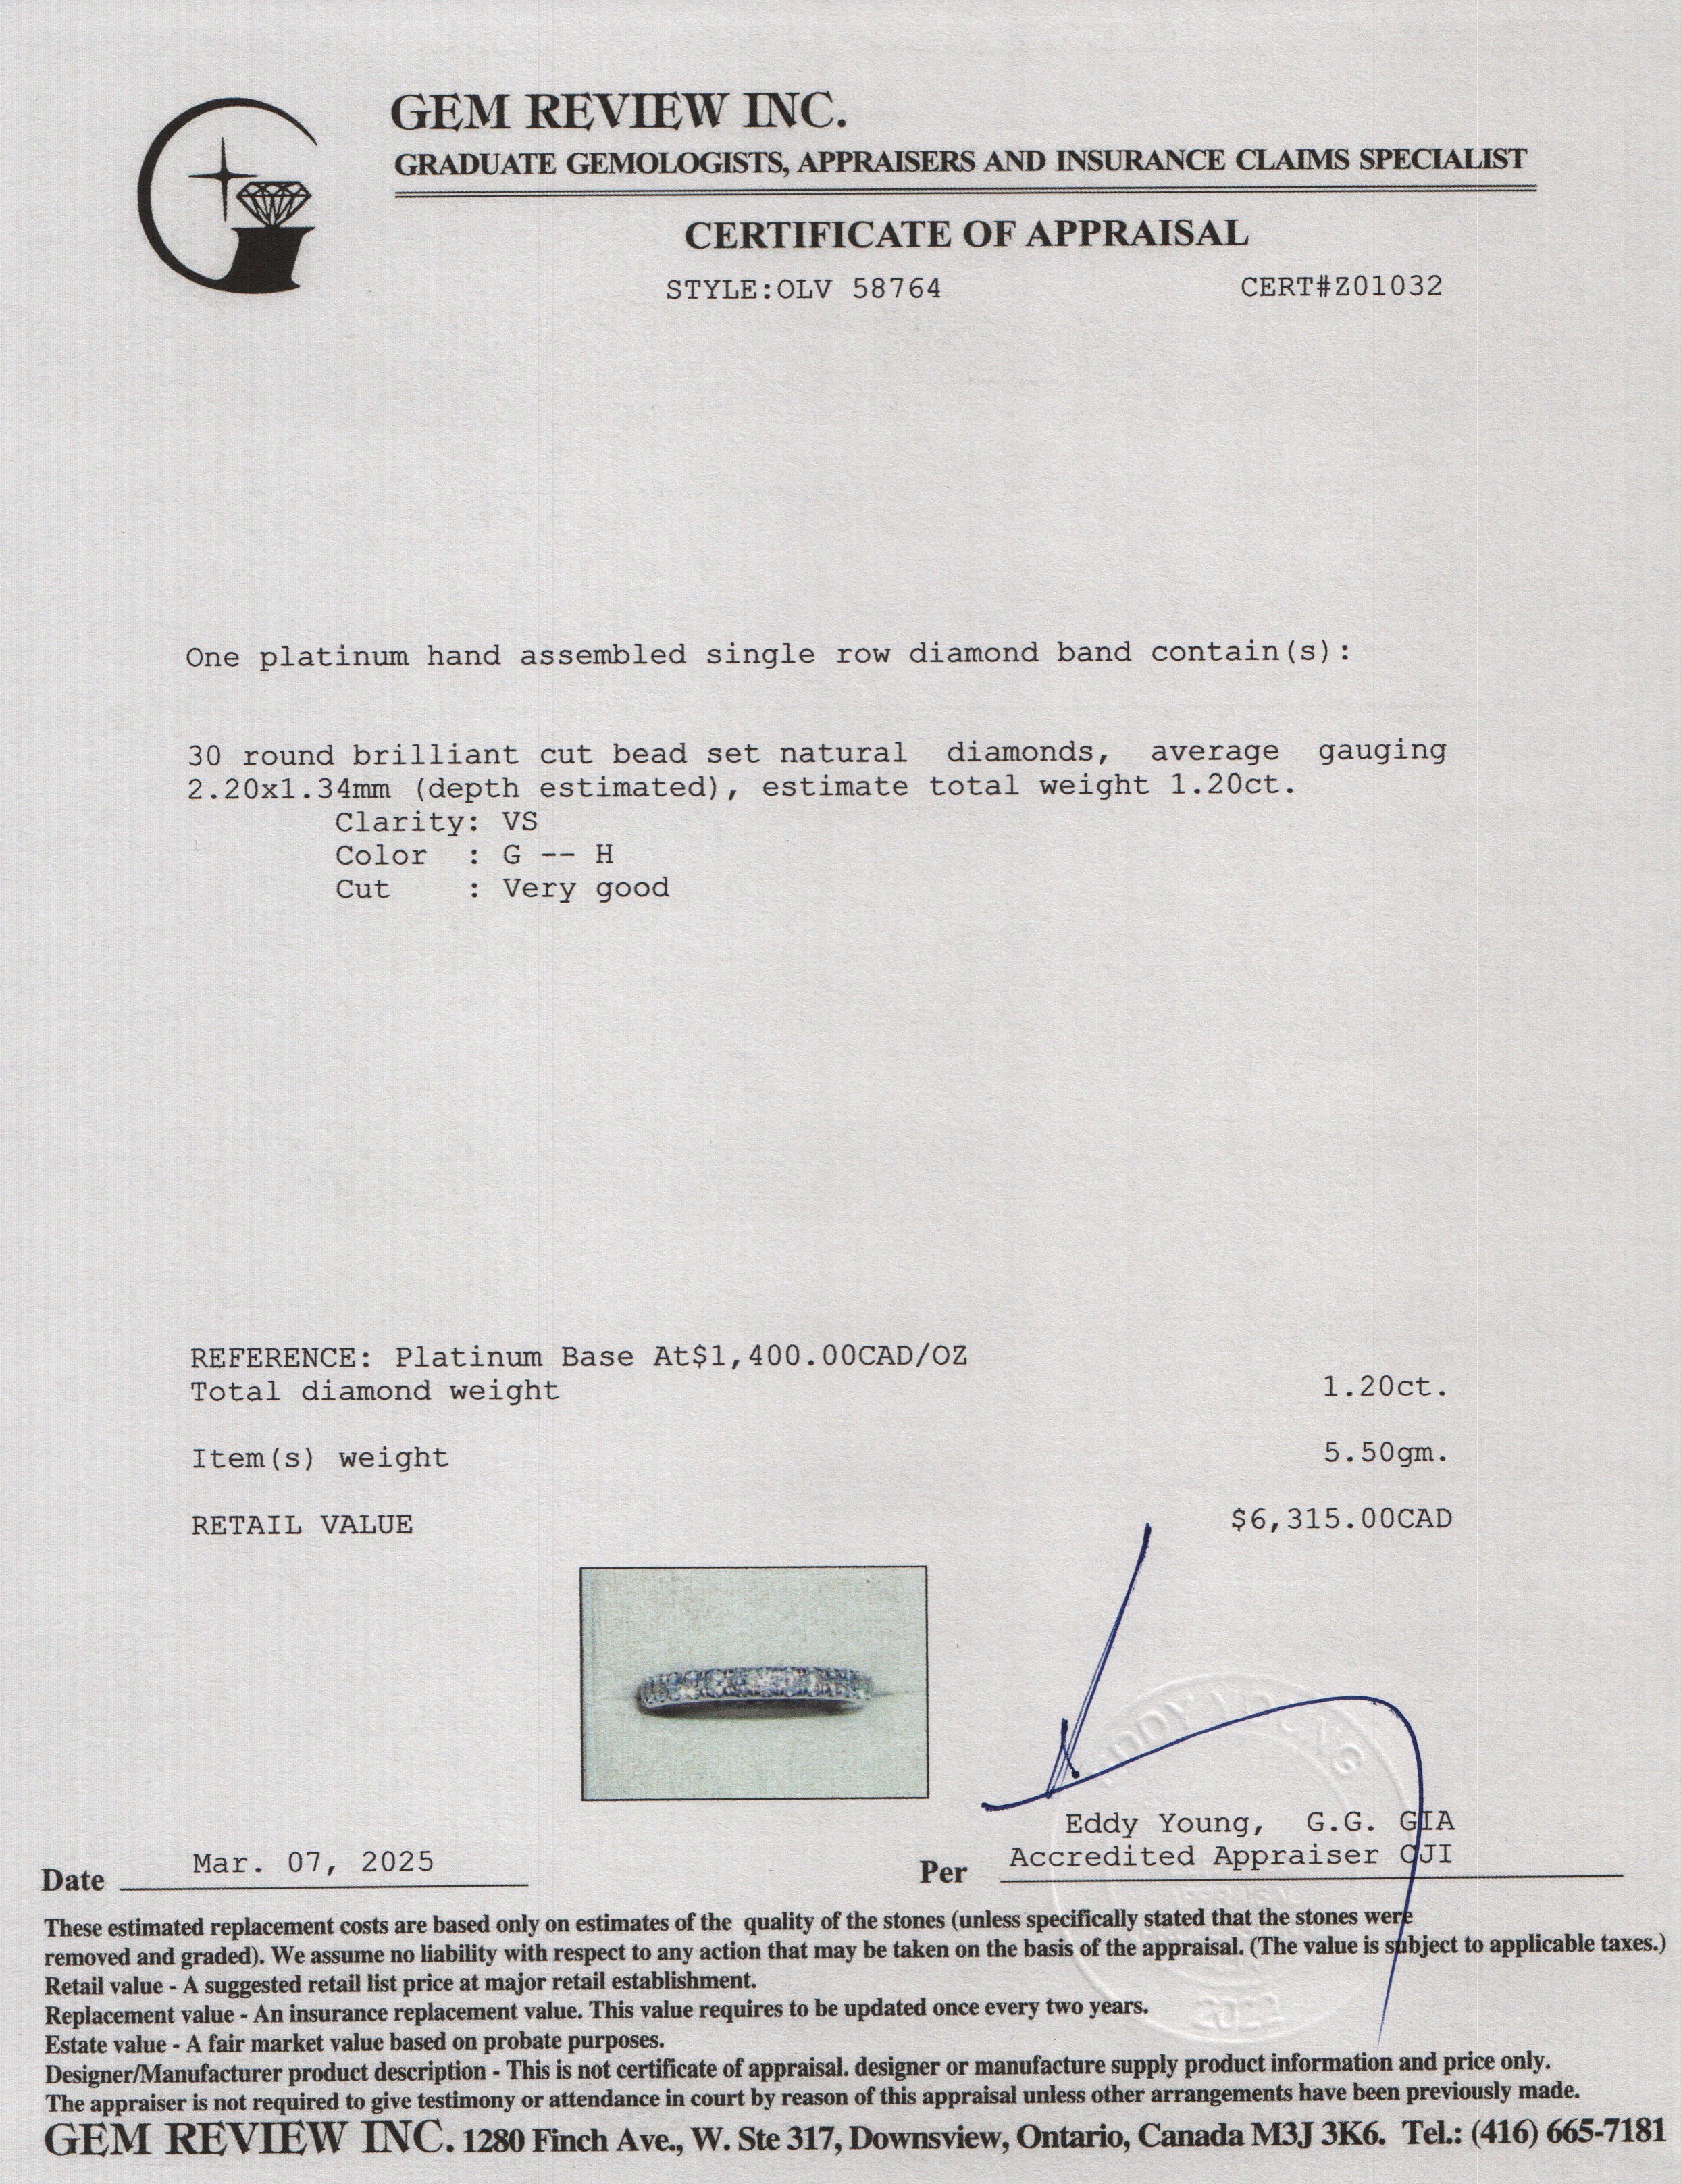 GEM REVIEW INC.
GRADUATE GEMOLOGISTS, APPRAISERS AND INSURANCE CLAIMS SPECIALIST
CERTIFICATE OF APPRAISAL
STYLE:OLV 58764 CERT#Z01032
One platinum hand assembled single row diamond band contain(s):
30 round brilliant cut bead set natural diamonds, average gauging
2.20x1.34mm (depth estimated), estimate total weight 1.20ct.
Clarity: VS
Color : G -- H
Cut : Very good
REFERENCE: Platinum Base At$1,400.00CAD/OZ
Total diamond weight 1.20ct.
Item(s) weight 5.50gm.
RETAIL VALUE $6,315.00CAD
EDDY YOUNG
Eddy Young, G.G. GIA
Accredited Appraiser CJI
Date Mar. 07, 2025 Per
These estimated replacement costs are based only on estimates of the quality of the stones (unless specifically stated that the stones were
removed and graded). We assume no liability with respect to any action that may be taken on the basis of the appraisal. (The value is subject to applicable taxes.)
Retail value - A suggested retail list price at major retail establishment.
Replacement value - An insurance replacement value. This value requires to be updated once every two years.
2022
Estate value - A fair market value based on probate purposes.
Designer/Manufacturer product description - This is not certificate of appraisal. designer or manufacture supply product information and price only.
The appraiser is not required to give testimony or attendance in court by reason of this appraisal unless other arrangements have been previously made.
GEM REVIEW INC. 1280 Finch Ave., W. Ste 317, Downsview, Ontario, Canada M3J 3K6. Tel.: (416) 665-7181